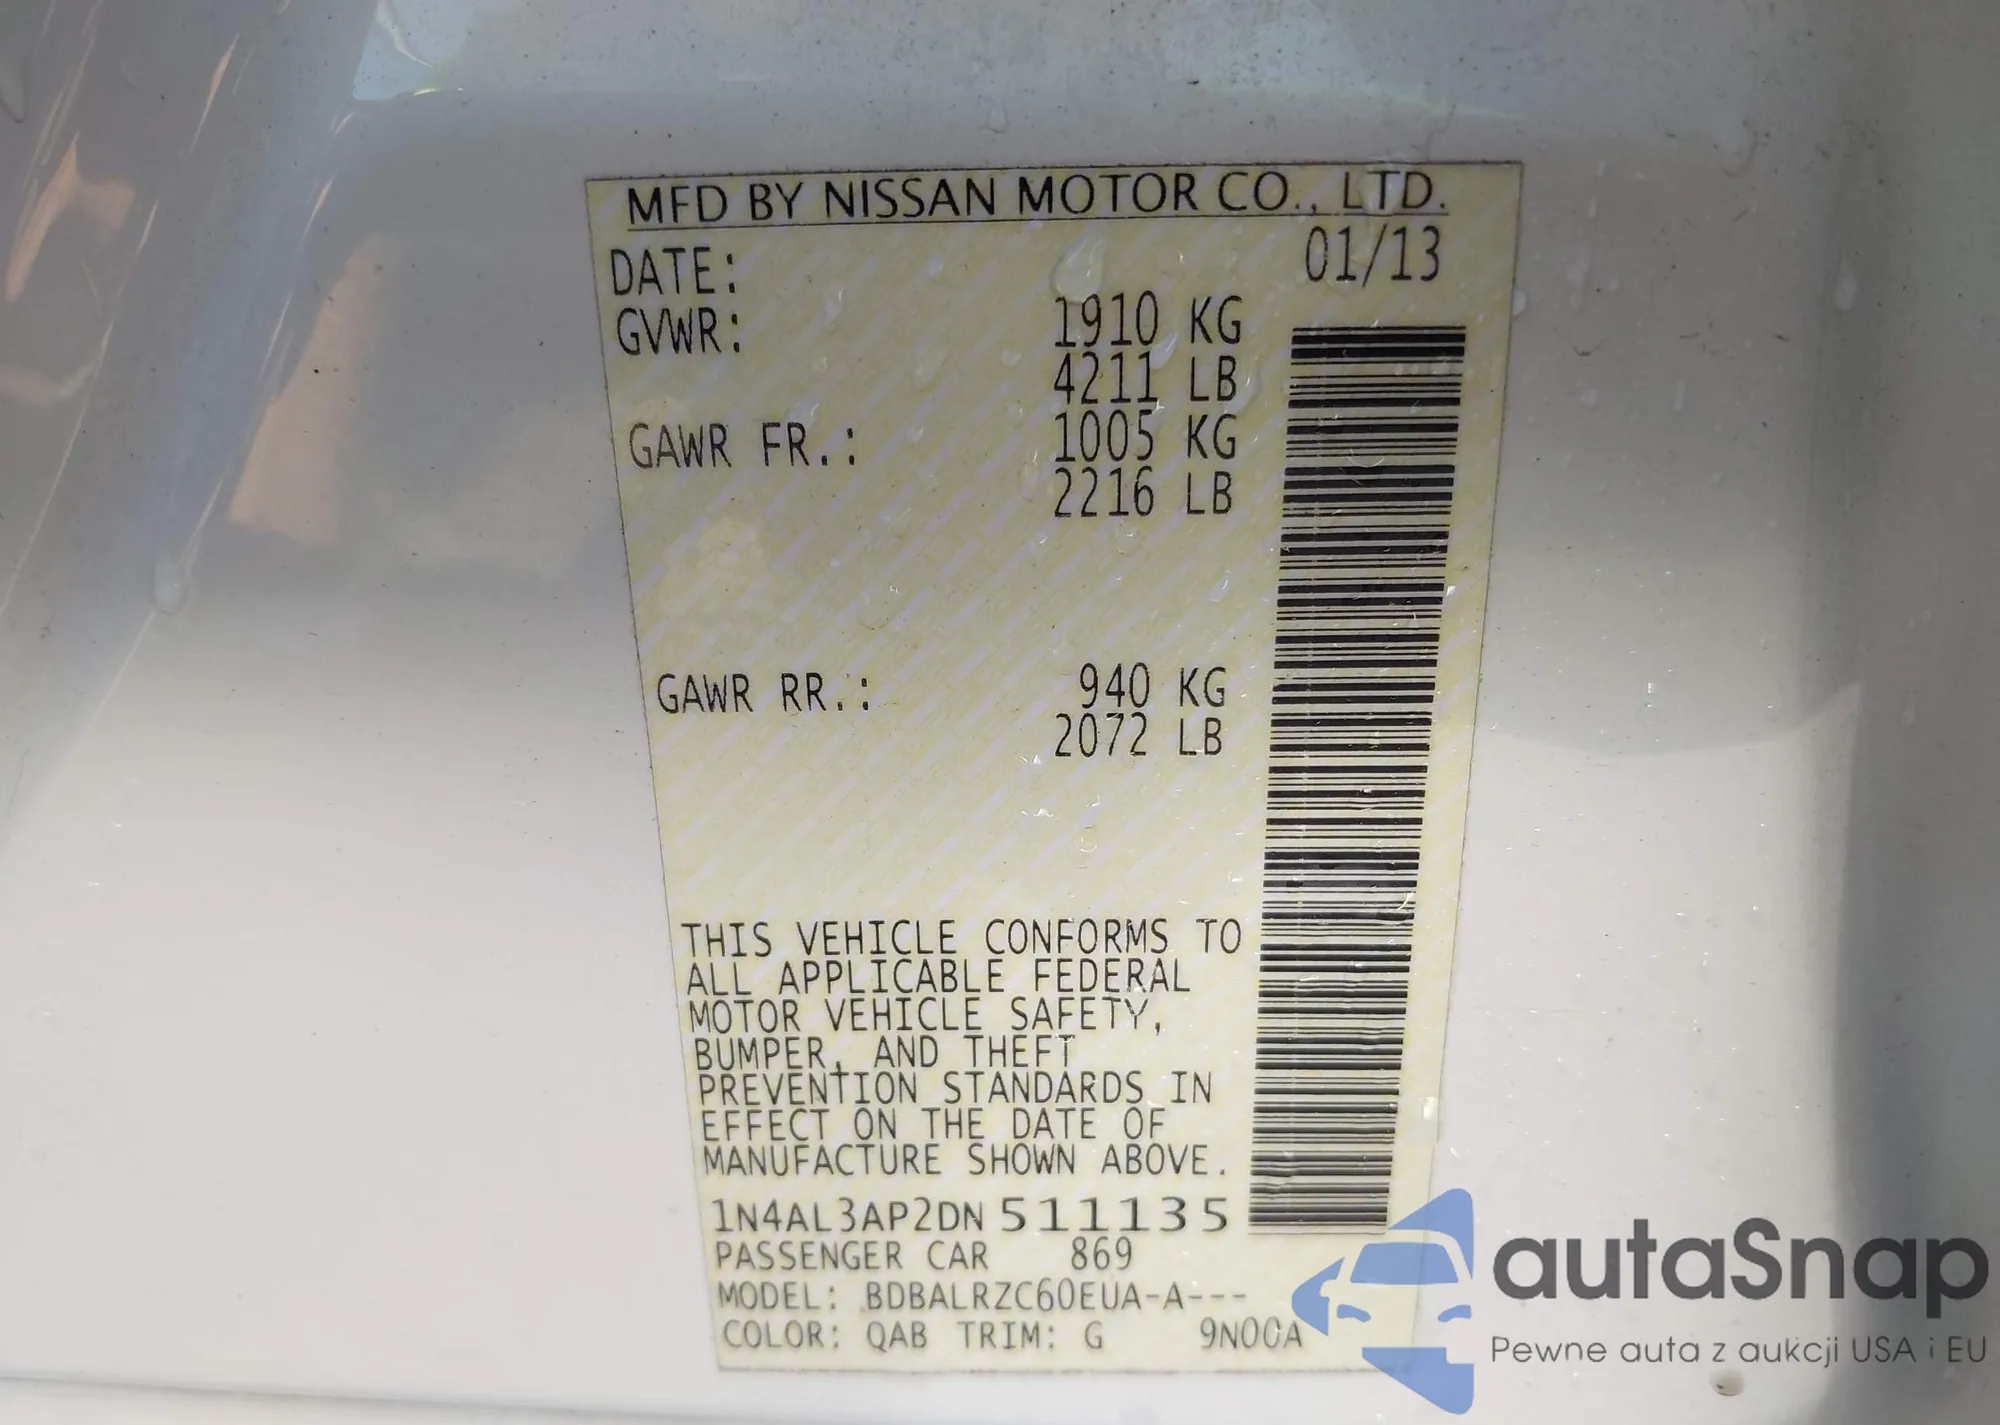 MFD BY NISSAN MOTOR CO., LTD.
DATE: 01/13
GVWR: 1910 KG
4211 LB
GAWR FR.: 1005 KG
2216 LB
GAWR RR.: 940 KG
2072 LB
THIS VEHICLE CONFORMS TO
ALL APPLICABLE FEDERAL
MOTOR VEHICLE SAFETY,
BUMPER, AND THEFT
PREVENTION STANDARDS IN
EFFECT ON THE DATE OF
MANUFACTURE SHOWN ABOVE.
1N4AL3AP2DN511135
PASSENGER CAR 869
MODEL: BDBALRZC60EUA-A---
COLOR: QAB TRIM: G 9N00A
autaSnap
Pewne auta z aukcji USA i EU